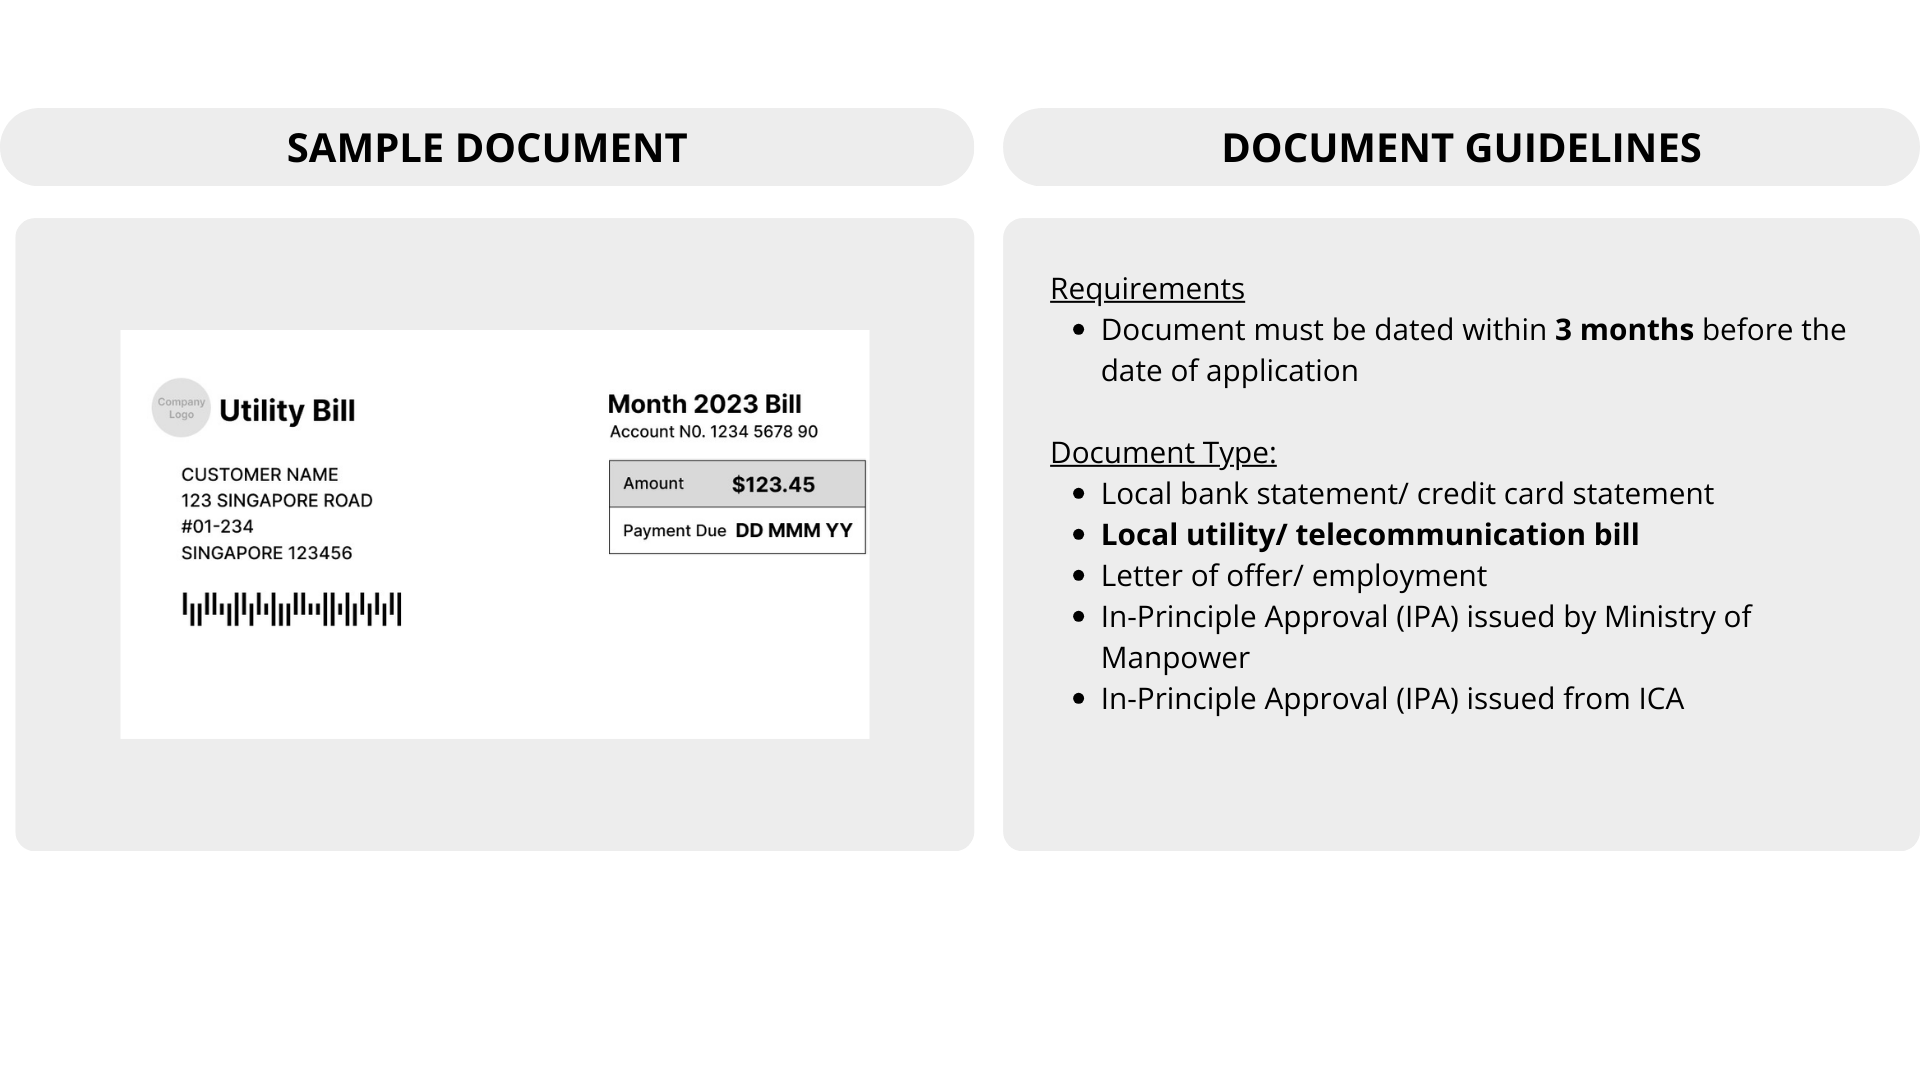 SAMPLE DOCUMENT
Company
Logo
Utility Bill
CUSTOMER NAME
123 SINGAPORE ROAD
#01-234
SINGAPORE 123456
Month 2023 Bill
Account N0. 1234 5678 90
Amount $123.45
Payment Due DD MMM YY
DOCUMENT GUIDELINES
Requirements
• Document must be dated within 3 months before the
date of application
Document Type:
• Local bank statement/ credit card statement
• Local utility/ telecommunication bill
• Letter of offer/ employment
• In-Principle Approval (IPA) issued by Ministry of
Manpower
• In-Principle Approval (IPA) issued from ICA